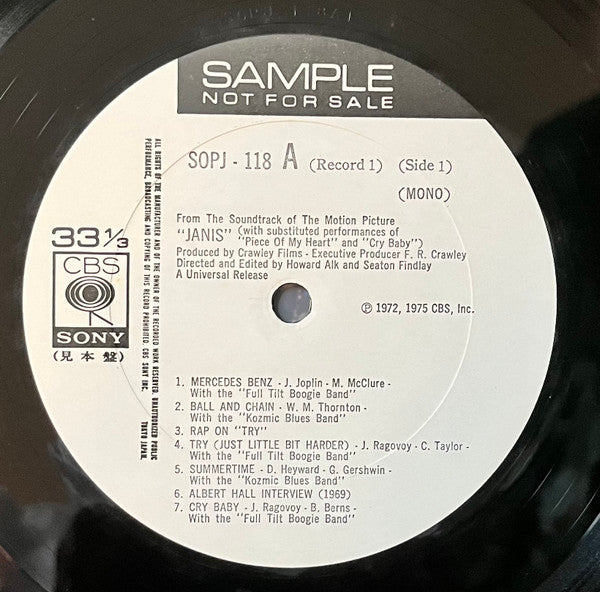 SAMPLE
NOT FOR SALE
SOPJ - 118 A (Record 1) (Side 1)
(MONO)
From The Soundtrack of The Motion Picture
"JANIS" (with substituted performances of
"Piece Of My Heart" and "Cry Baby")
Produced by Crawley Films - Executive Producer F. R. Crawley
Directed and Edited by Howard Alk and Seaton Findlay
A Universal Release
33 1/3
CBS
SONY
(見本盤)
ALL RIGHTS OF THE MANUFACTURER AND OF THE OWNER OF THE RECORDED WORK RESERVED. UNAUTHORIZED PUBLIC
PERFORMANCE, BROADCASTING AND COPYING OF THIS RECORD PROHIBITED. CBS SONY INC.
TOKYO JAPAN.
℗ 1972, 1975 CBS, Inc.
1. MERCEDES BENZ - J. Joplin - M. McClure -
With the "Full Tilt Boogie Band"
2. BALL AND CHAIN - W. M. Thornton -
With the "Kozmic Blues Band"
3. RAP ON "TRY"
4. TRY (JUST LITTLE BIT HARDER) - J. Ragovoy - C. Taylor -
With the "Full Tilt Boogie Band"
5. SUMMERTIME - D. Heyward - G. Gershwin -
With the "Kozmic Blues Band"
6. ALBERT HALL INTERVIEW (1969)
7. CRY BABY - J. Ragovoy - B. Berns -
With the "Full Tilt Boogie Band"